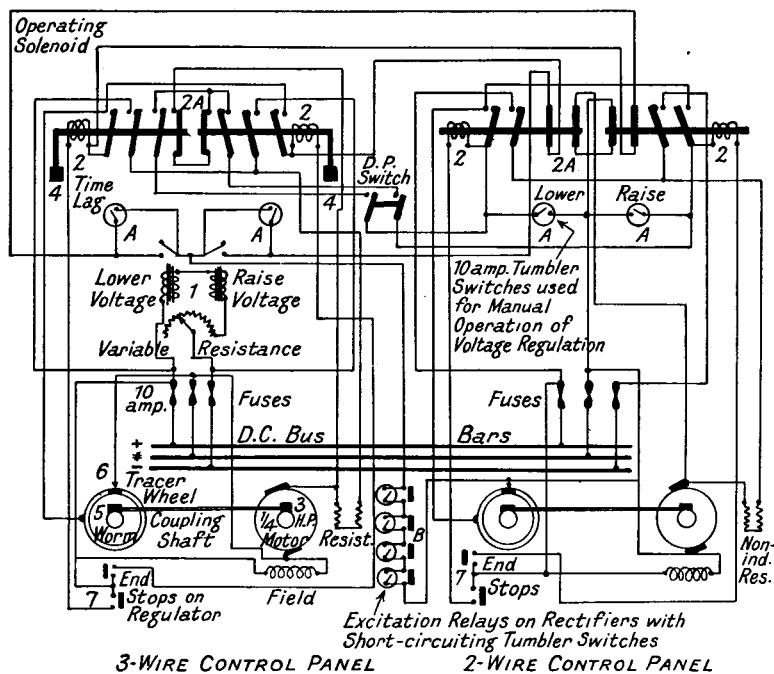 Operating
Solenoid
2A
2
2
4
Time
Lag
4
D.P.
Switch
2
2A
2
A
A
Lower
Raise
A
A
Lower
Voltage
1
Raise
Voltage
10 amp. Tumbler
Switches used
for Manual
Operation of
Voltage Regulation
Variable Resistance
10
amp.
Fuses
Fuses
+
*
−
D.C. Bus Bars
6
Tracer
Wheel
5
Worm
Coupling
Shaft
3
¼ H.P.
Motor
Resist.
B
Non-
ind.
Res.
7
End
Stops on
Regulator
Field
7
End
Stops
Excitation Relays on Rectifiers with
Short-circuiting Tumbler Switches
3-WIRE CONTROL PANEL
2-WIRE CONTROL PANEL